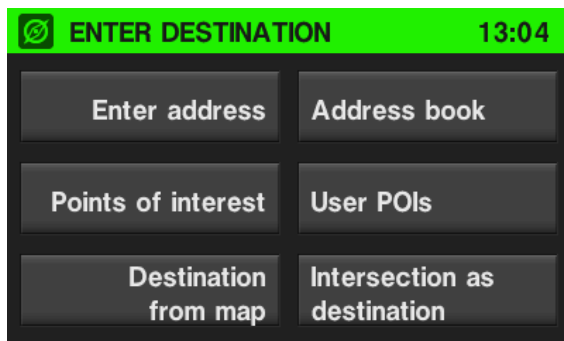 ENTER DESTINATION 13:04
Enter address
Address book
Points of interest
User POIs
Destination
from map
Intersection as
destination